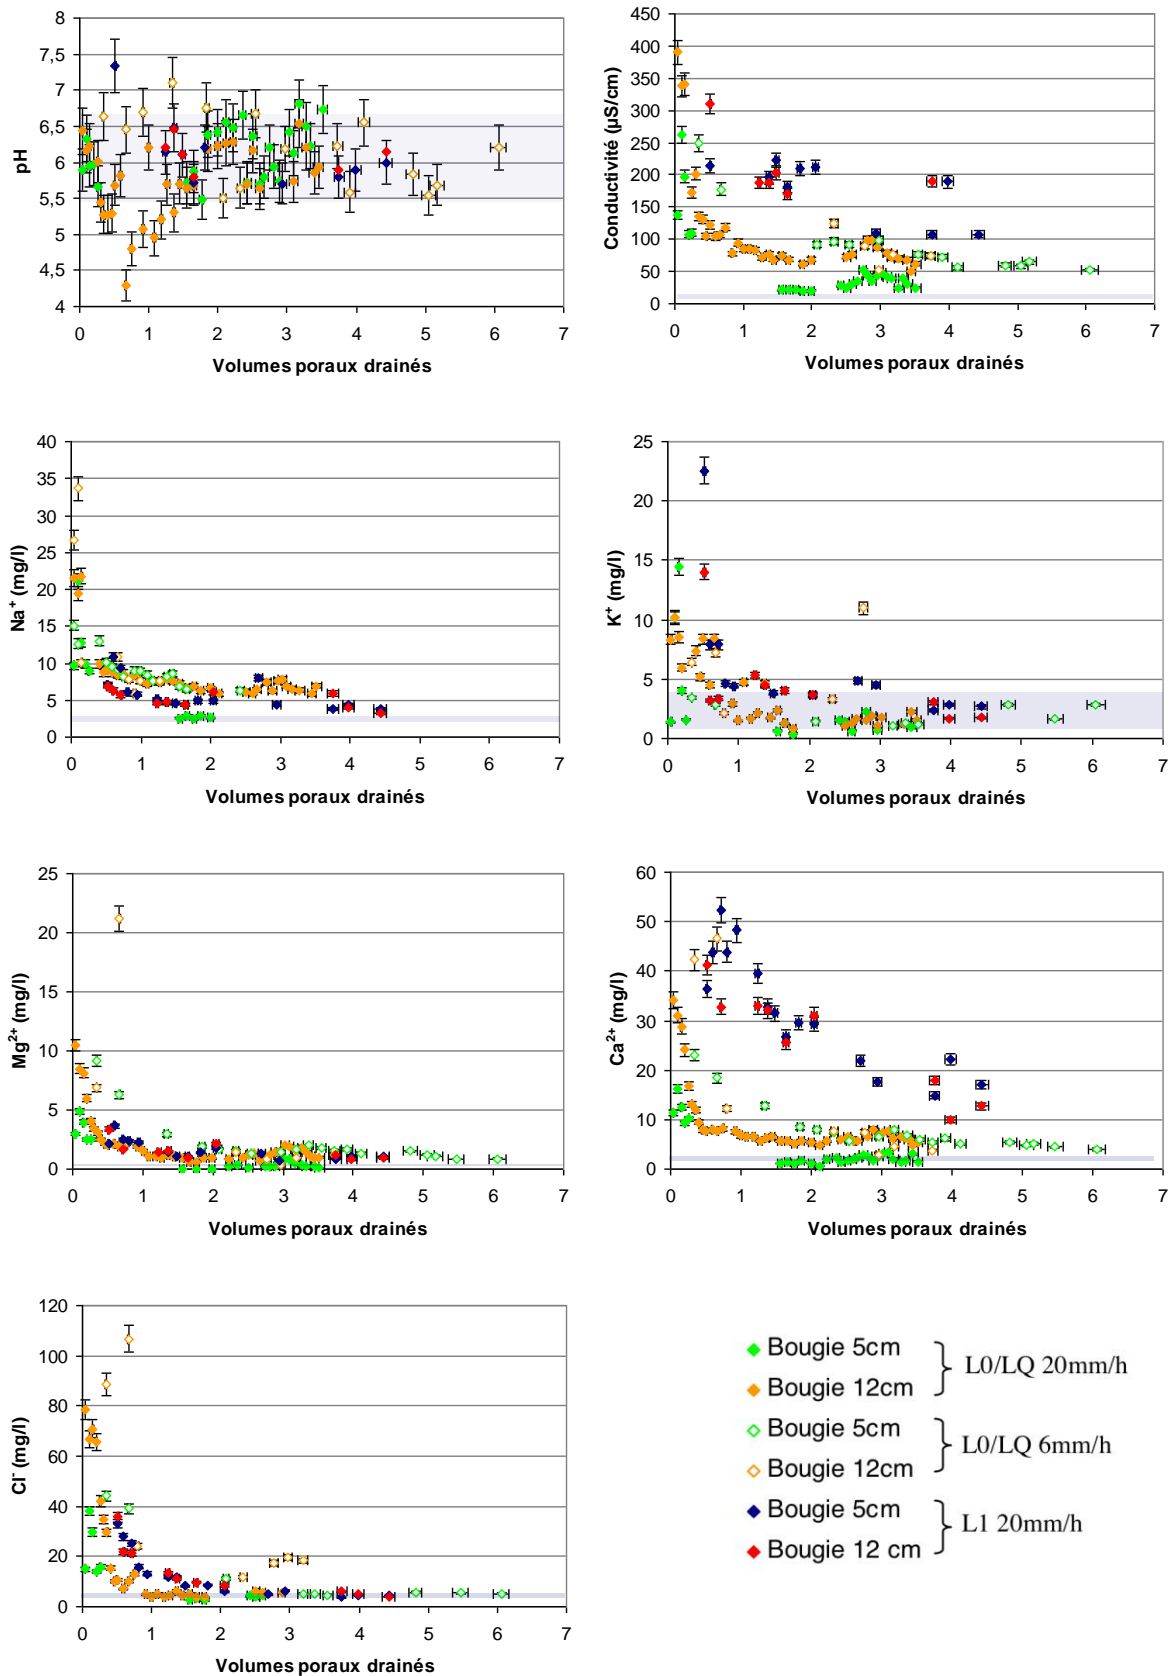 8
7,5
7
6,5
6
5,5
5
4,5
4
pH
0 1 2 3 4 5 6 7
Volumes poraux drainés
450
400
350
300
250
200
150
100
50
0
Conductivité (µS/cm)
0 1 2 3 4 5 6 7
Volumes poraux drainés
40
35
30
25
20
15
10
5
0
Na⁺ (mg/l)
0 1 2 3 4 5 6 7
Volumes poraux drainés
25
20
15
10
5
0
K⁺ (mg/l)
0 1 2 3 4 5 6 7
Volumes poraux drainés
25
20
15
10
5
0
Mg²⁺ (mg/l)
0 1 2 3 4 5 6 7
Volumes poraux drainés
60
50
40
30
20
10
0
Ca²⁺ (mg/l)
0 1 2 3 4 5 6 7
Volumes poraux drainés
120
100
80
60
40
20
0
Cl⁻ (mg/l)
0 1 2 3 4 5 6 7
Volumes poraux drainés
Bougie 5cm
Bougie 12cm
L0/LQ 20mm/h
Bougie 5cm
Bougie 12cm
L0/LQ 6mm/h
Bougie 5cm
Bougie 12 cm
L1 20mm/h